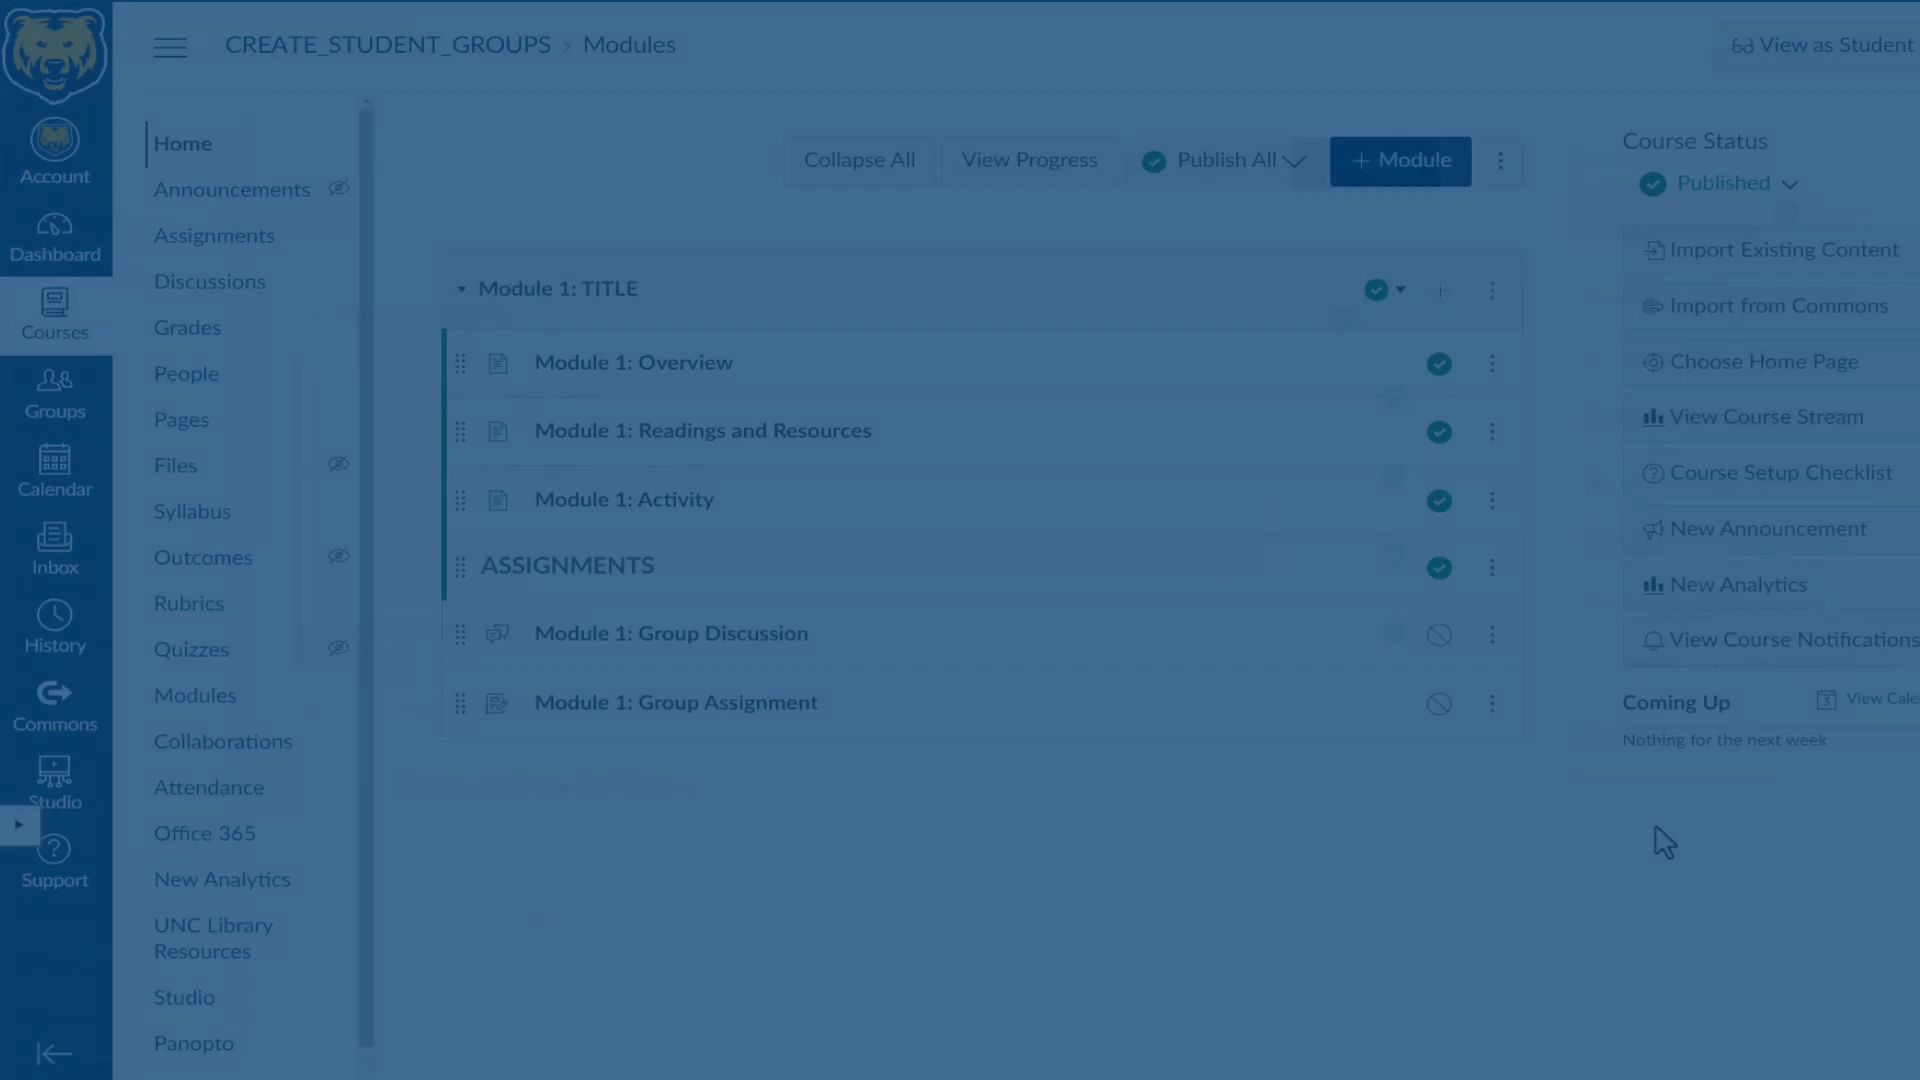 CREATE_STUDENT_GROUPS > Modules
View as Student
Account
Dashboard
Courses
Groups
Calendar
Inbox
History
Commons
Studio
Support
Home
Announcements
Assignments
Discussions
Grades
People
Pages
Files
Syllabus
Outcomes
Rubrics
Quizzes
Modules
Collaborations
Attendance
Office 365
New Analytics
UNC Library
Resources
Studio
Panopto
Collapse All
View Progress
Publish All
+ Module
Module 1: TITLE
Module 1: Overview
Module 1: Readings and Resources
Module 1: Activity
ASSIGNMENTS
Module 1: Group Discussion
Module 1: Group Assignment
Course Status
Published
Import Existing Content
Import from Commons
Choose Home Page
View Course Stream
Course Setup Checklist
New Announcement
New Analytics
View Course Notifications
Coming Up
3 View Cale
Nothing for the next week